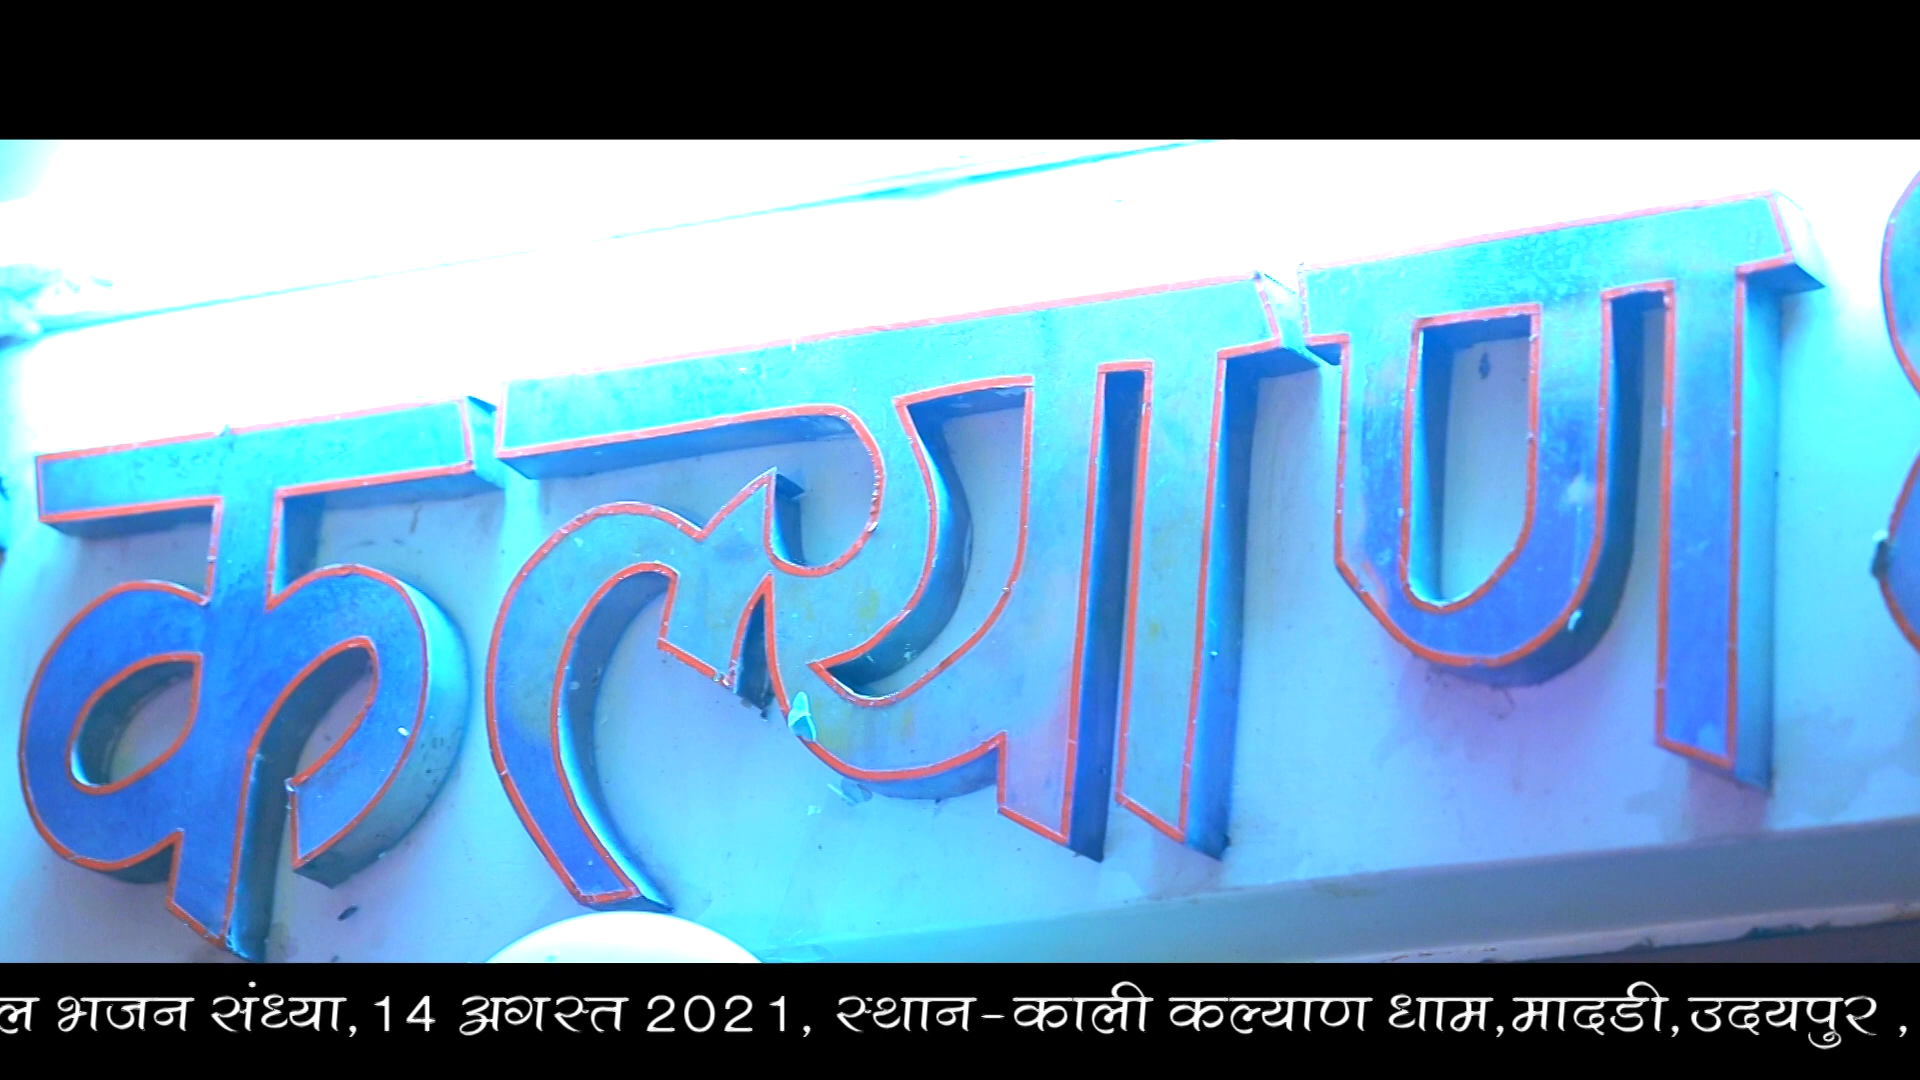 कल्याण
भजन संध्या,14 अगस्त 2021, स्थान-काली कल्याण धाम,मादडी,उदयपुर ,